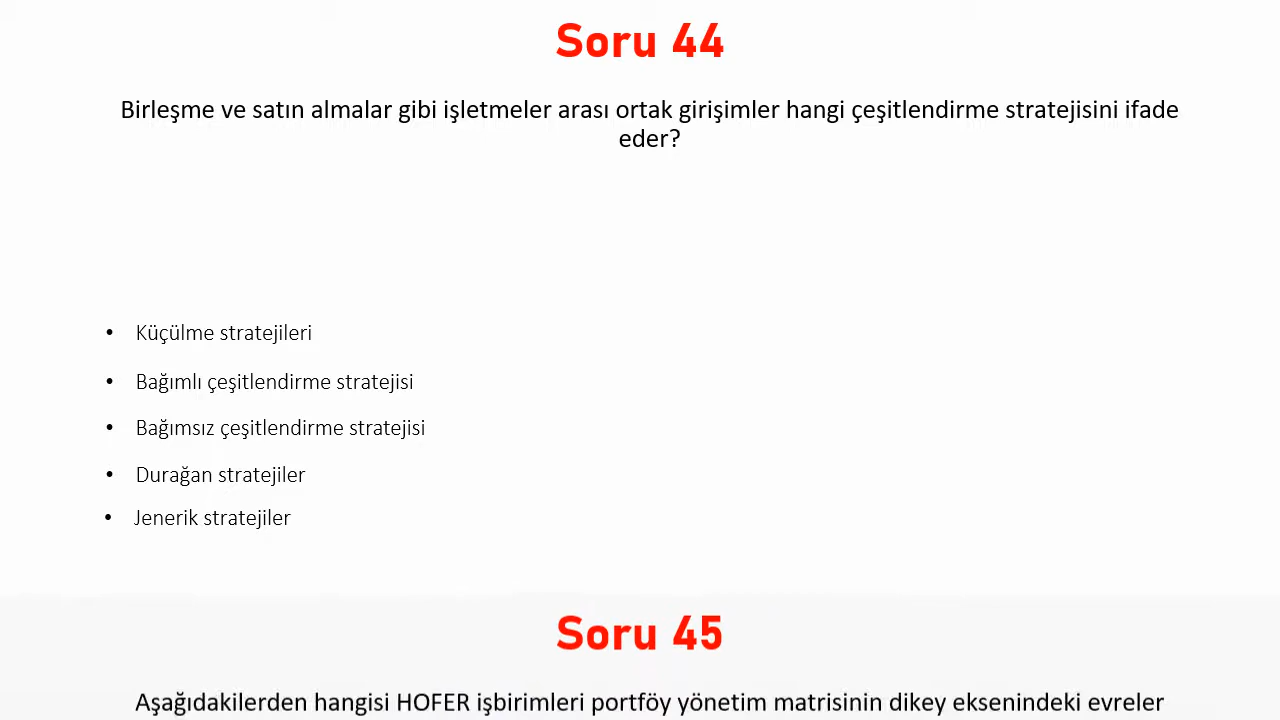 Soru 44
Birleşme ve satın almalar gibi işletmeler arası ortak girişimler hangi çeşitlendirme stratejisini ifade
eder?
• Küçülme stratejileri
• Bağımlı çeşitlendirme stratejisi
• Bağımsız çeşitlendirme stratejisi
• Durağan stratejiler
• Jenerik stratejiler
Soru 45
Aşağıdakilerden hangisi HOFER işbirimleri portföy yönetim matrisinin dikey eksenindeki evreler